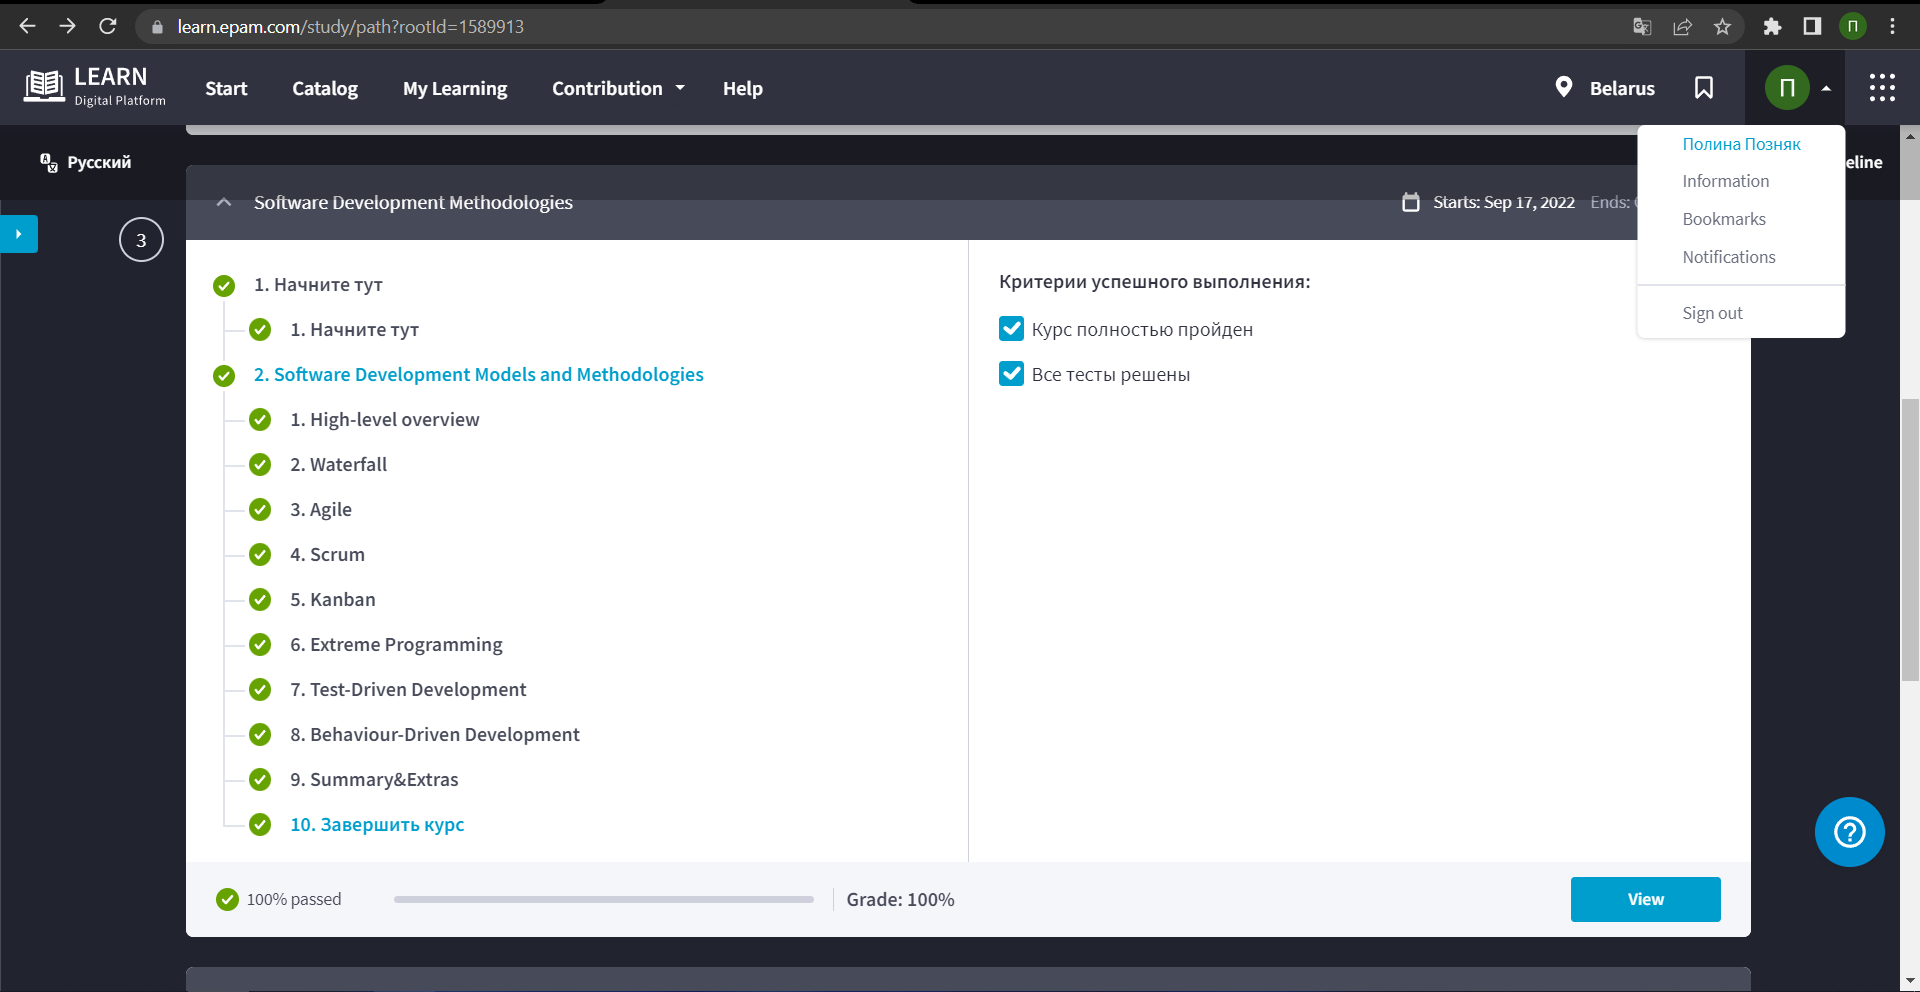 learn.epam.com/study/path?rootId=1589913
П
LEARN
Digital Platform
Start
Catalog
My Learning
Contribution
Help
Belarus
П
Русский
Полина Позняк
Information
Bookmarks
Notifications
Sign out
eline
3
Software Development Methodologies
Starts: Sep 17, 2022
Ends:
1. Начните тут
1. Начните тут
2. Software Development Models and Methodologies
1. High-level overview
2. Waterfall
3. Agile
4. Scrum
5. Kanban
6. Extreme Programming
7. Test-Driven Development
8. Behaviour-Driven Development
9. Summary&Extras
10. Завершить курс
Критерии успешного выполнения:
Курс полностью пройден
Все тесты решены
100% passed
Grade: 100%
View